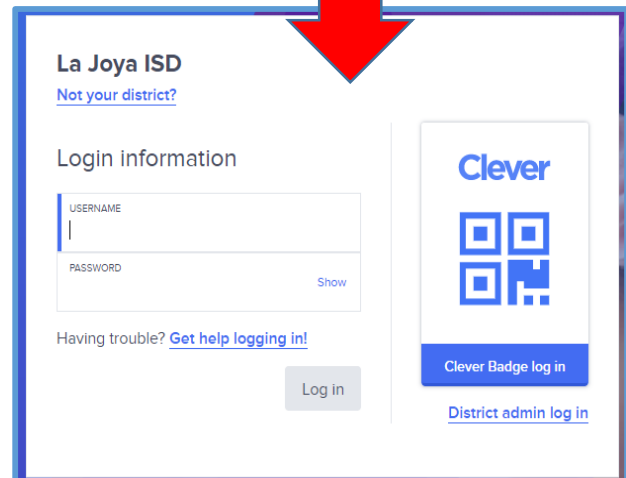 La Joya ISD
Not your district?
Login information
USERNAME
PASSWORD
Show
Having trouble? Get help logging in!
Log in
Clever
Clever Badge log in
District admin log in